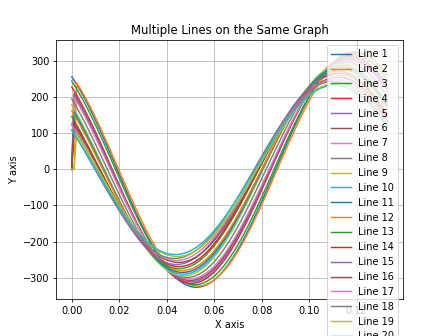 Multiple Lines on the Same Graph
Y axis
300
200
100
0
−100
−200
−300
0.00
0.02
0.04
0.06
0.08
0.10
X axis
Line 1
Line 2
Line 3
Line 4
Line 5
Line 6
Line 7
Line 8
Line 9
Line 10
Line 11
Line 12
Line 13
Line 14
Line 15
Line 16
Line 17
Line 18
Line 19
Line 20